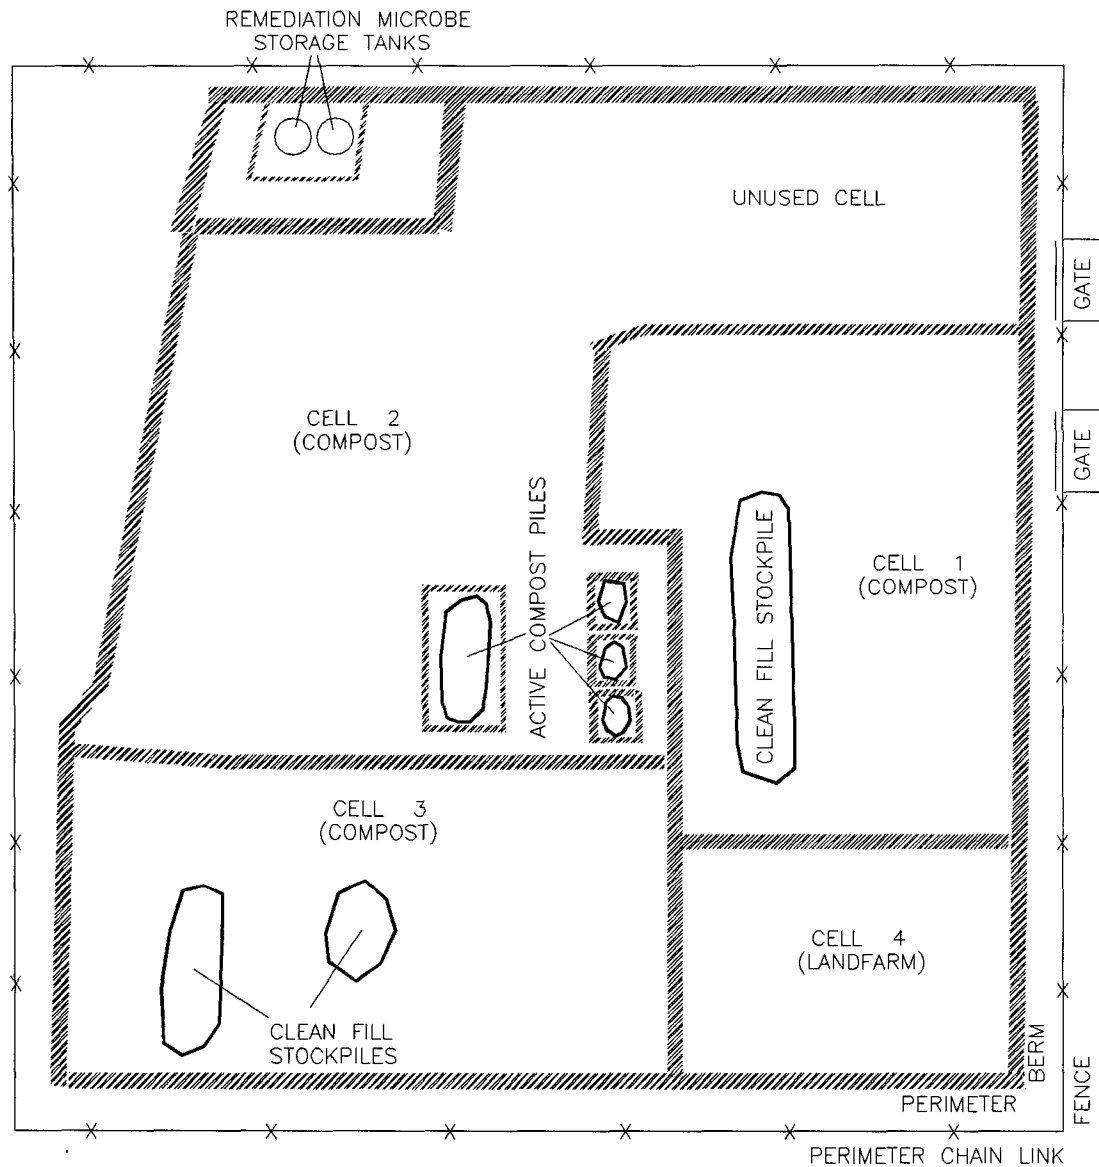 REMEDIATION MICROBE
STORAGE TANKS
UNUSED CELL
GATE
GATE
CELL 2
(COMPOST)
ACTIVE COMPOST PILES
CLEAN FILL STOCKPILE
CELL 1
(COMPOST)
CELL 3
(COMPOST)
CELL 4
(LANDFARM)
CLEAN FILL
STOCKPILES
PERIMETER
BERM
PERIMETER CHAIN LINK
FENCE